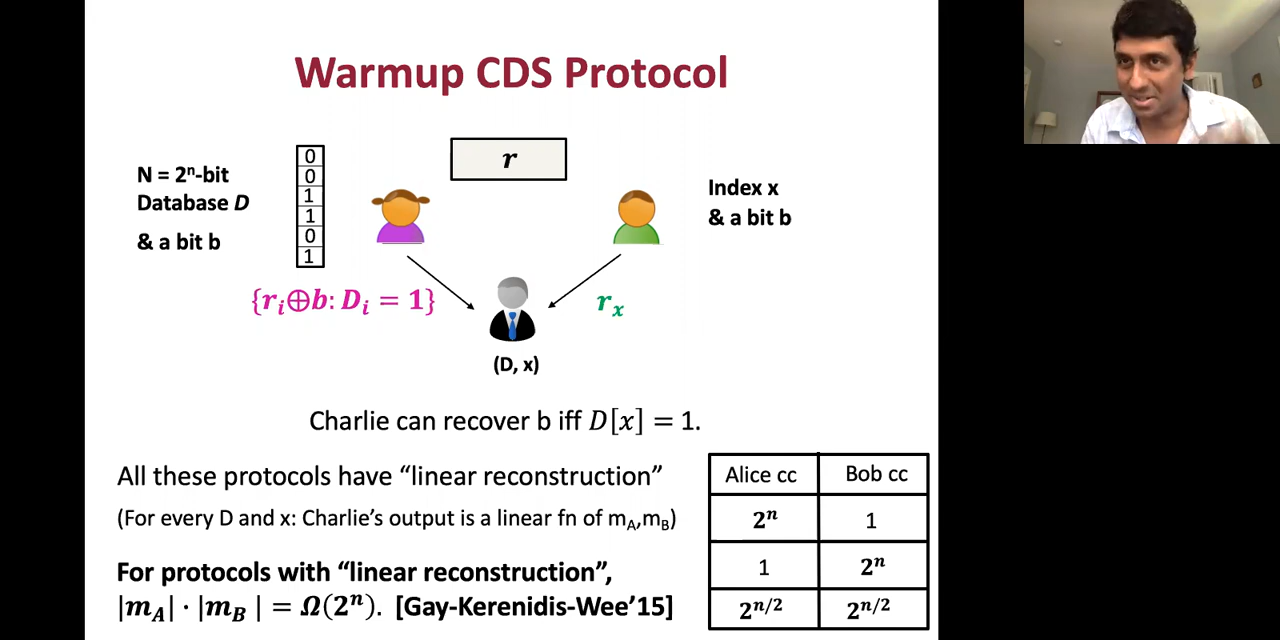 Warmup CDS Protocol
N = 2ⁿ-bit
Database D
& a bit b
0
0
1
1
0
1
r
Index x
& a bit b
{rᵢ⊕b: Dᵢ = 1}
rₓ
(D, x)
Charlie can recover b iff D[x] = 1.
All these protocols have “linear reconstruction”
(For every D and x: Charlie’s output is a linear fn of m_A,m_B)
For protocols with “linear reconstruction”,
|m_A| · |m_B| = Ω(2ⁿ). [Gay-Kerenidis-Wee’15]
Alice cc Bob cc
2ⁿ 1
1 2ⁿ
2^{n/2} 2^{n/2}